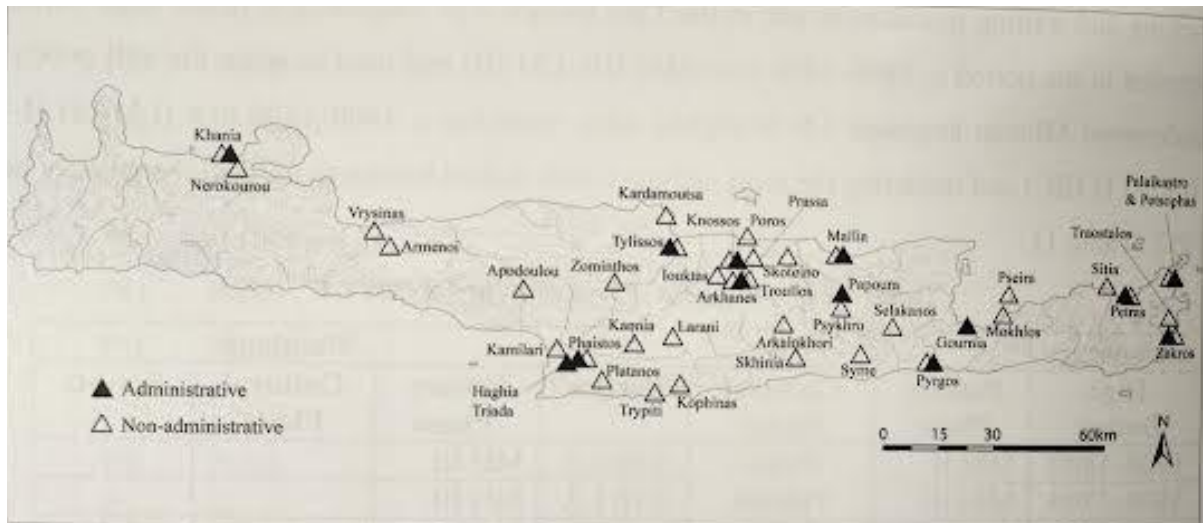 Khania
Nerokourou
Vrysinas
Armenoi
Kardamoutsa
Knossos
Poros
Prassa
Palaikastro
& Petsophas
Traostalos
Tylissos
Mallia
Apodoulou
Zominthos
Iouktas
Skoteino
Arkhanes
Troullos
Papoura
Pseira
Sitia
Petras
Kannia
Larani
Psykhro
Selakanos
Mokhlos
Kamilari
Phaistos
Arkalokhori
Gournia
Zakros
Platanos
Skhinia
Syme
Pyrgos
Haghia
Triada
Trypiti
Kophinas
Administrative
Non-administrative
0 15 30 60km
N